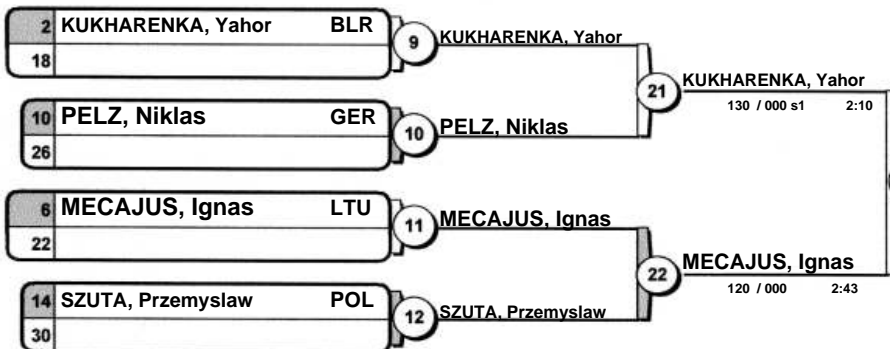 2 KUKHARENKA, Yahor BLR
18
9
KUKHARENKA, Yahor
10 PELZ, Niklas GER
26
10
PELZ, Niklas
21
KUKHARENKA, Yahor
130 / 000 s1 2:10
6 MECAJUS, Ignas LTU
22
11
MECAJUS, Ignas
14 SZUTA, Przemyslaw POL
30
12
SZUTA, Przemyslaw
22
MECAJUS, Ignas
120 / 000 2:43